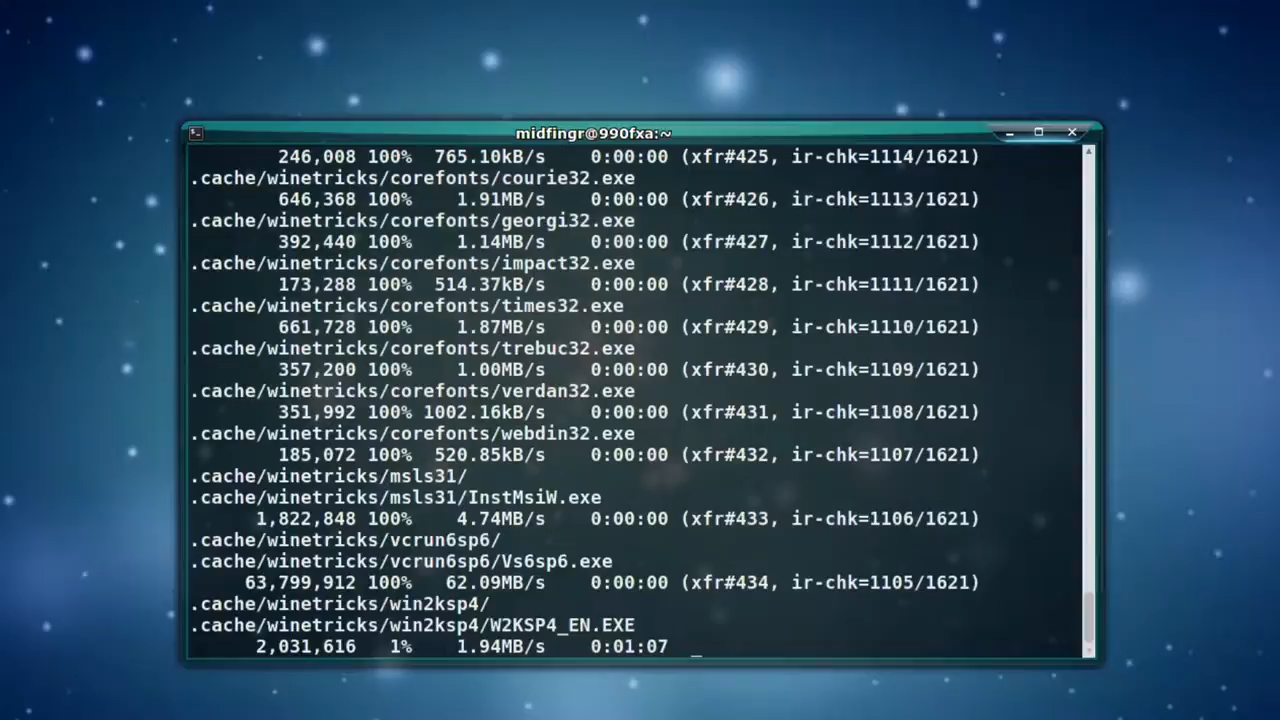 midfingr@990fxa:~
246,008 100%  765.10kB/s    0:00:00 (xfr#425, ir-chk=1114/1621)
.cache/winetricks/corefonts/courie32.exe
646,368 100%    1.91MB/s    0:00:00 (xfr#426, ir-chk=1113/1621)
.cache/winetricks/corefonts/georgi32.exe
392,440 100%    1.14MB/s    0:00:00 (xfr#427, ir-chk=1112/1621)
.cache/winetricks/corefonts/impact32.exe
173,288 100%  514.37kB/s    0:00:00 (xfr#428, ir-chk=1111/1621)
.cache/winetricks/corefonts/times32.exe
661,728 100%    1.87MB/s    0:00:00 (xfr#429, ir-chk=1110/1621)
.cache/winetricks/corefonts/trebuc32.exe
357,200 100%    1.00MB/s    0:00:00 (xfr#430, ir-chk=1109/1621)
.cache/winetricks/corefonts/verdan32.exe
351,992 100% 1002.16kB/s    0:00:00 (xfr#431, ir-chk=1108/1621)
.cache/winetricks/corefonts/webdin32.exe
185,072 100%  520.85kB/s    0:00:00 (xfr#432, ir-chk=1107/1621)
.cache/winetricks/msls31/
.cache/winetricks/msls31/InstMsiW.exe
1,822,848 100%    4.74MB/s    0:00:00 (xfr#433, ir-chk=1106/1621)
.cache/winetricks/vcrun6sp6/
.cache/winetricks/vcrun6sp6/Vs6sp6.exe
63,799,912 100%   62.09MB/s    0:00:00 (xfr#434, ir-chk=1105/1621)
.cache/winetricks/win2ksp4/
.cache/winetricks/win2ksp4/W2KSP4_EN.EXE
2,031,616   1%    1.94MB/s    0:01:07  _